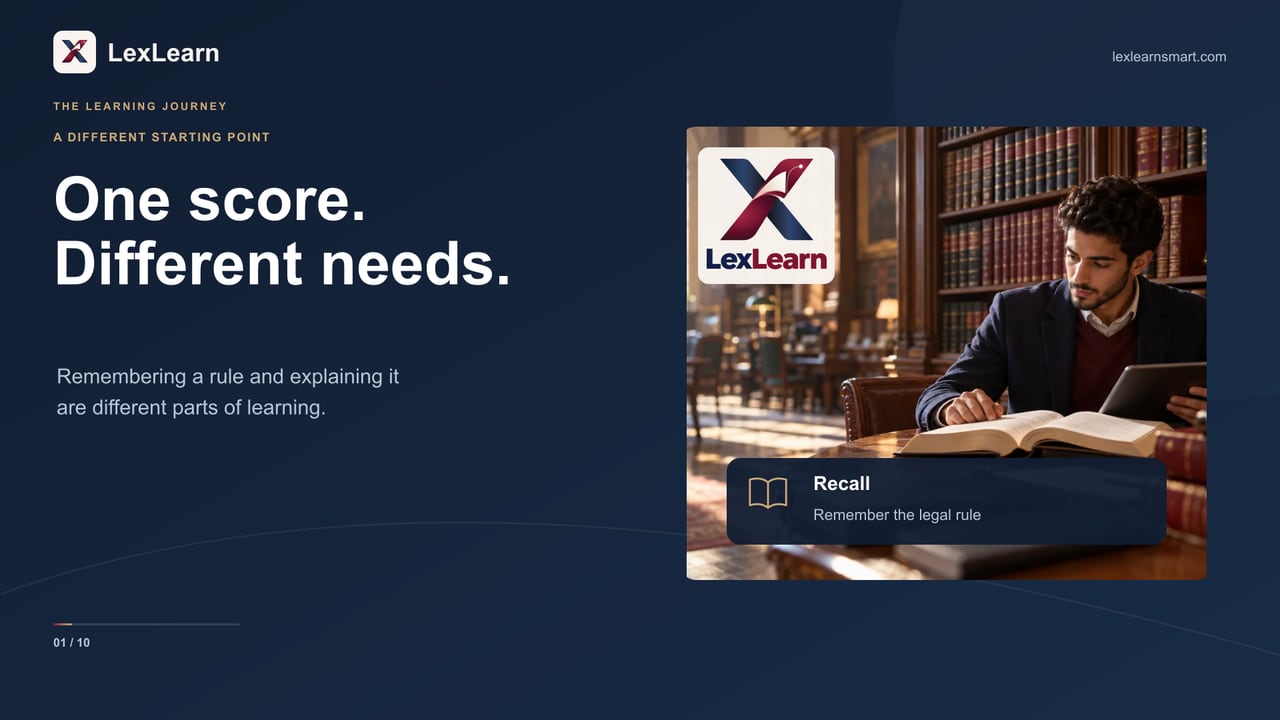 LexLearn
lexlearnsmart.com
THE LEARNING JOURNEY
A DIFFERENT STARTING POINT
One score.
Different needs.
Remembering a rule and explaining it
are different parts of learning.
LexLearn
Recall
Remember the legal rule
01 / 10